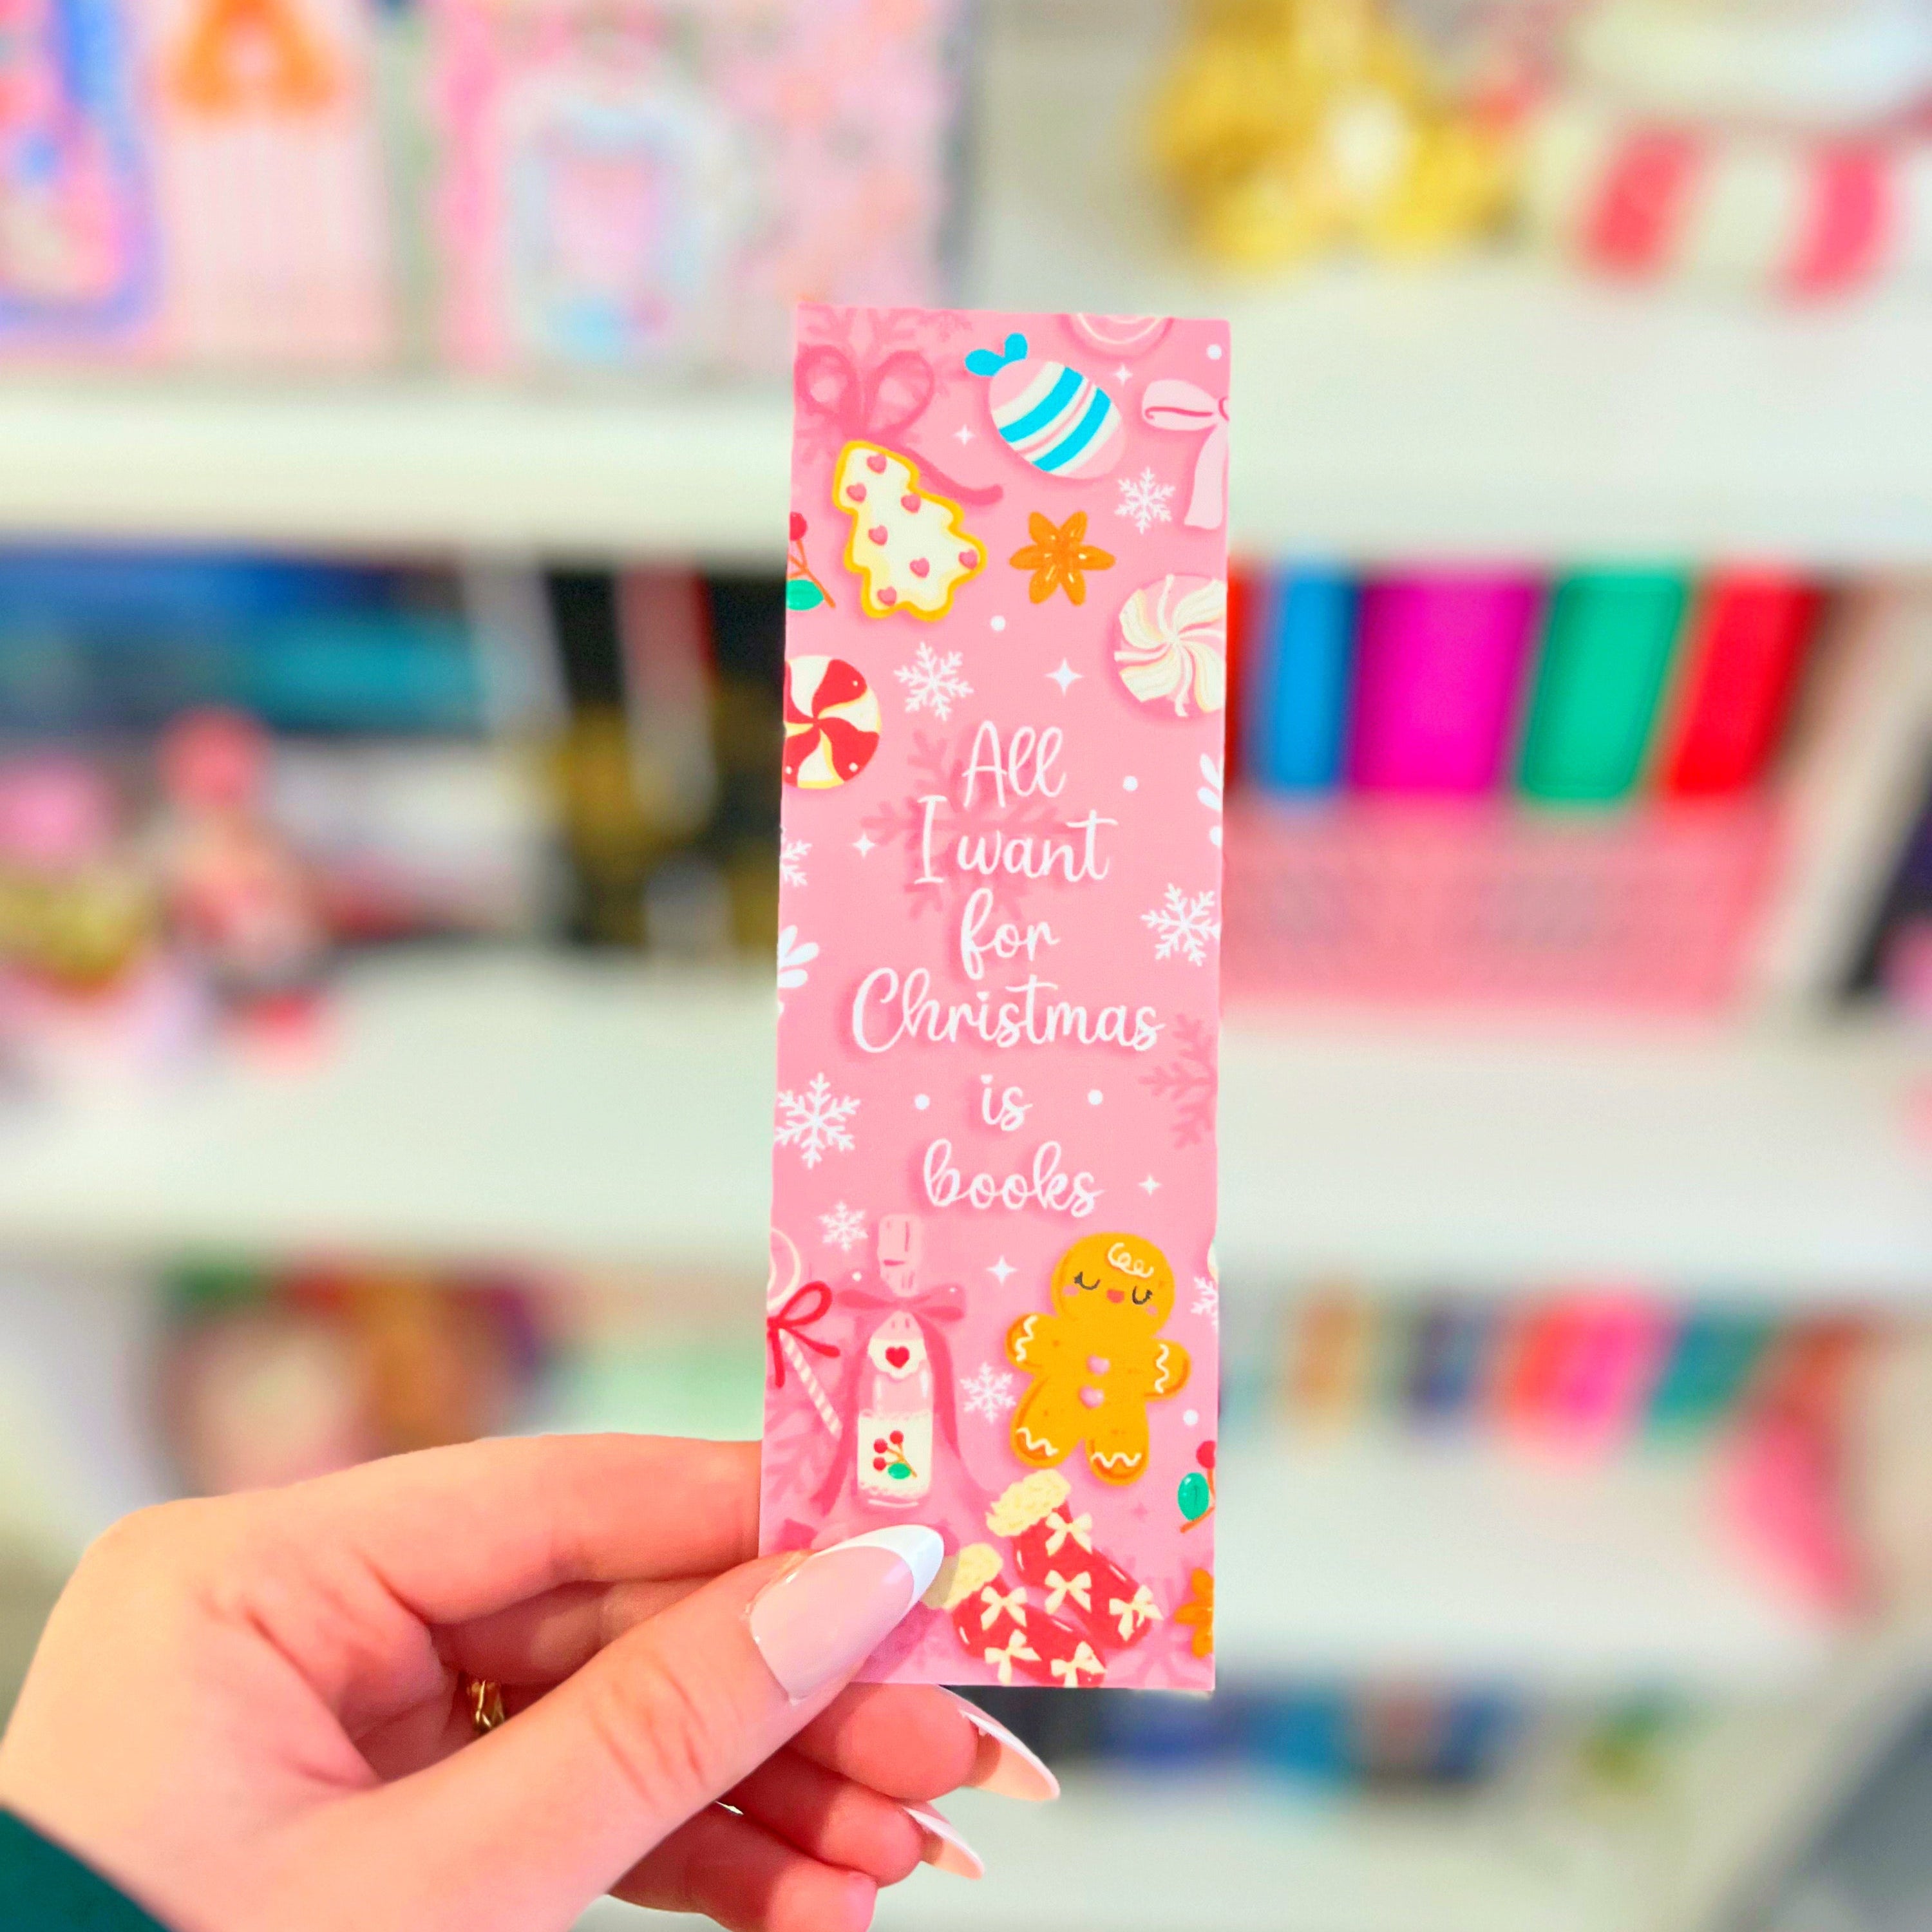 All
I want
for
Christmas
is
books